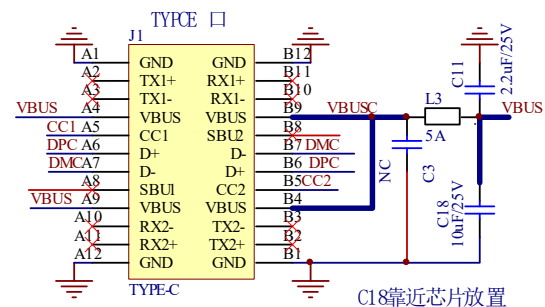 TYPCE 口
J1
A1 GND GND B12
A2 TX1+ RX1+ B11
A3 TX1- RX1- B10
VBUS A4 VBUS VBUS B9 VBUSC L3 VBUS
CC1 A5 CC1 SBU2 B8 5A
DPC A6 D+ D- B7 DMC
DMC A7 D- D+ B6 DPC
A8 SBU1 CC2 B5 CC2
VBUS A9 VBUS VBUS B4
A10 RX2- TX2- B3
A11 RX2+ TX2+ B2
A12 GND GND B1
TYPE-C
C11
2.2uF/25V
NC
C3
C18
10uF/25V
C18靠近芯片放置